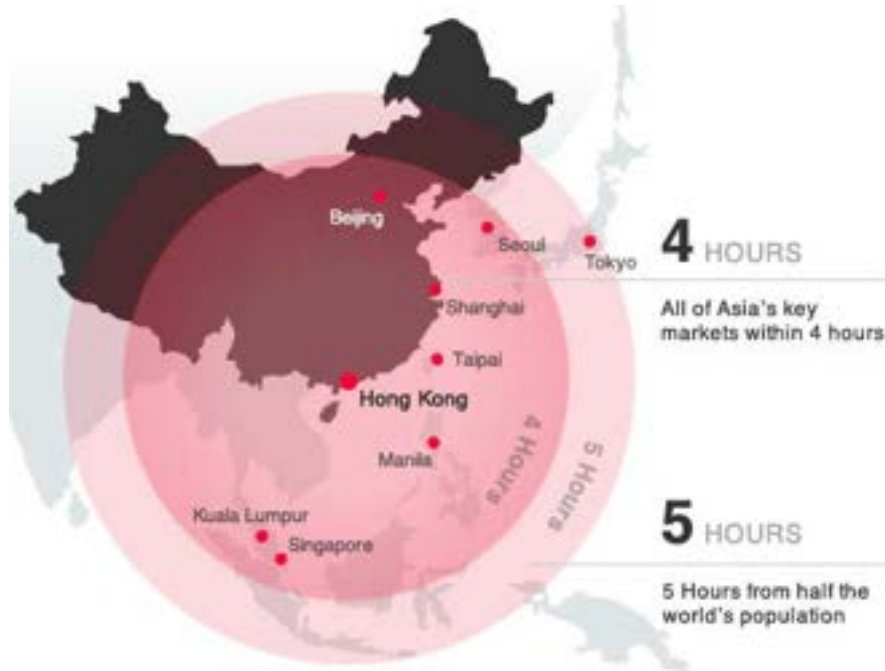 Beijing
Seoul
Tokyo
Shanghai
Taipai
Hong Kong
Manila
Kuala Lumpur
Singapore
4 Hours
5 Hours
4 HOURS
All of Asia's key
markets within 4 hours
5 HOURS
5 Hours from half the
world's population